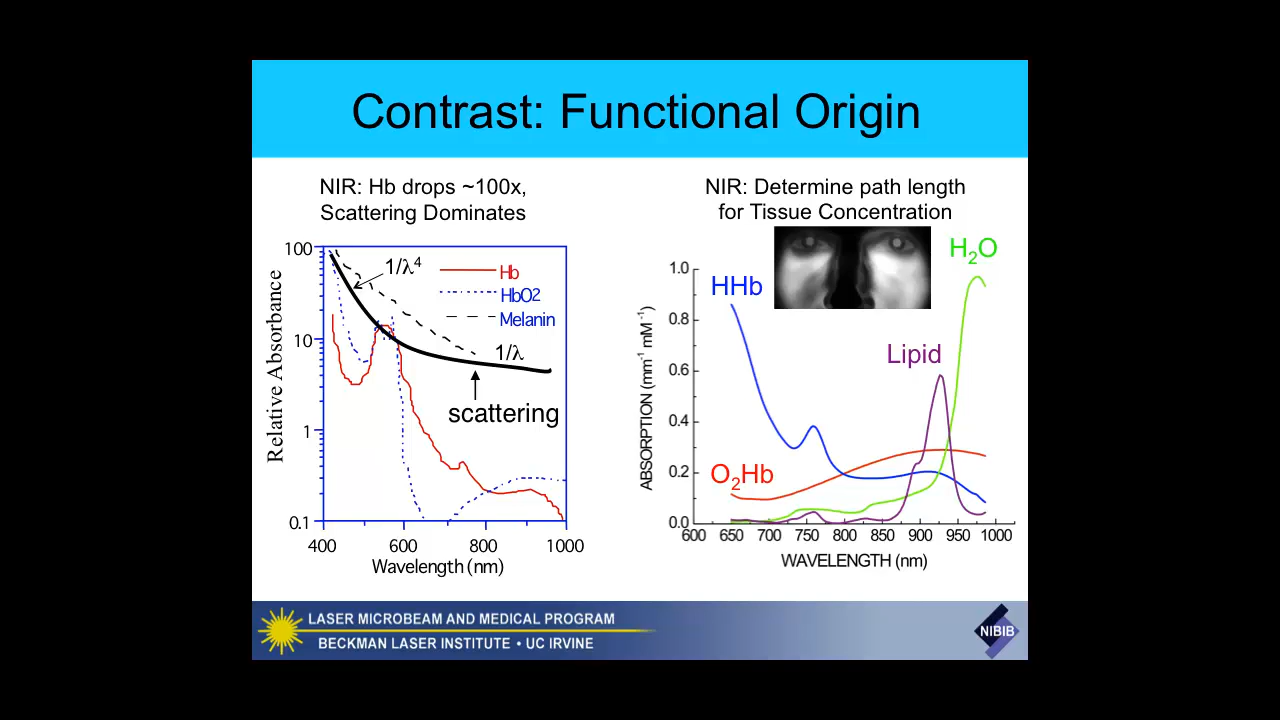 Contrast: Functional Origin
NIR: Hb drops ~100x,
Scattering Dominates
100
10
1
0.1
Relative Absorbance
1/λ4
Hb
HbO2
Melanin
1/λ
scattering
400
600
800
1000
Wavelength (nm)
NIR: Determine path length
for Tissue Concentration
H2O
HHb
Lipid
O2Hb
1.0
0.8
0.6
0.4
0.2
0.0
ABSORPTION (mm-1 mM-1)
600
650
700
750
800
850
900
950
1000
WAVELENGTH (nm)
LASER MICROBEAM AND MEDICAL PROGRAM
BECKMAN LASER INSTITUTE • UC IRVINE
NIBIB